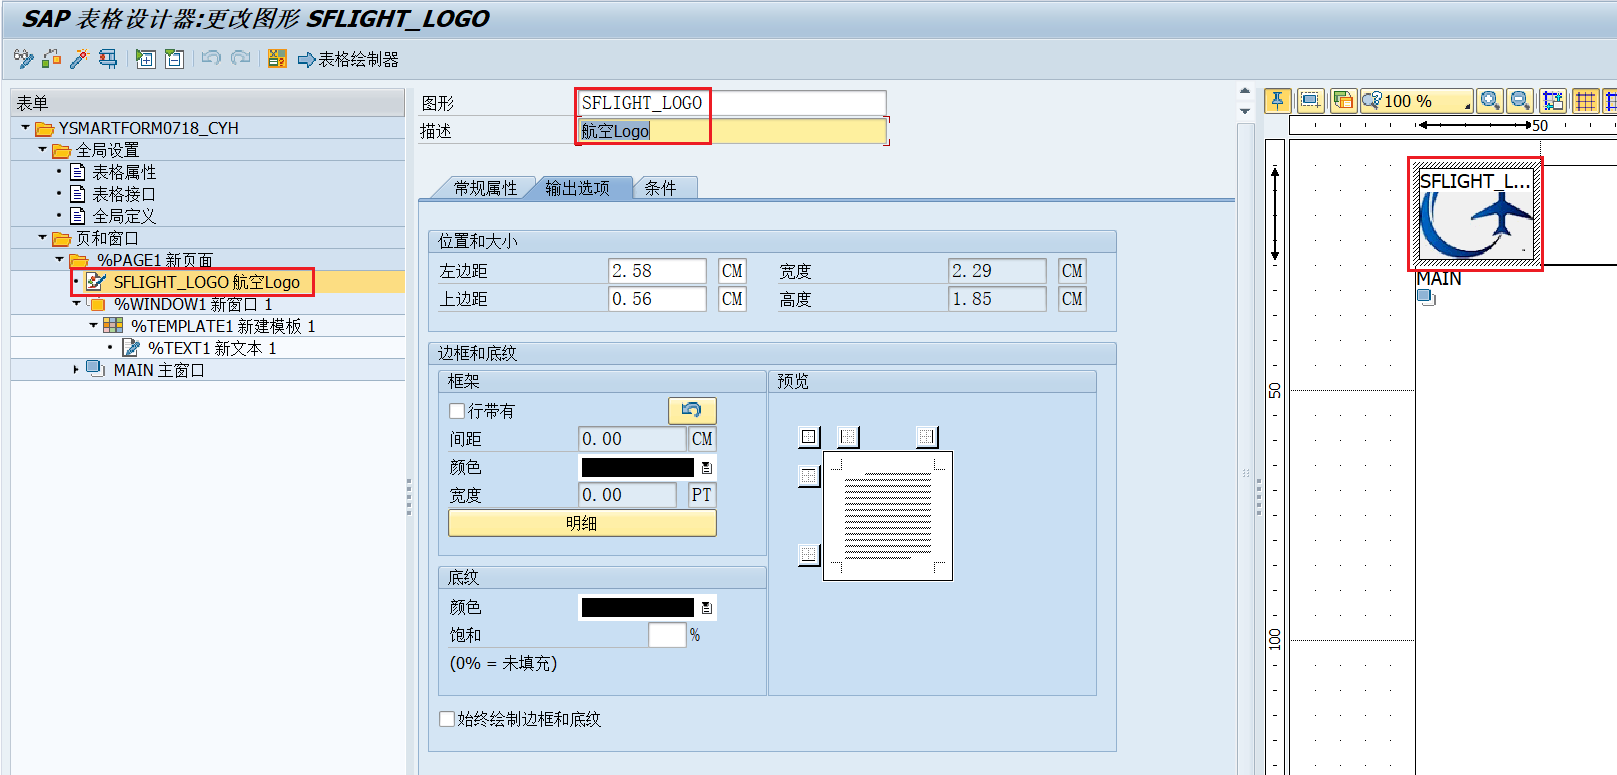 SAP 表格设计器:更改图形 SFLIGHT_LOGO
表格绘制器
表单
YSMARTFORM0718_CYH
全局设置
表格属性
表格接口
全局定义
页和窗口
%PAGE1 新页面
SFLIGHT_LOGO 航空Logo
%WINDOW1 新窗口 1
%TEMPLATE1 新建模板 1
%TEXT1 新文本 1
MAIN 主窗口
图形 SFLIGHT_LOGO
描述 航空Logo
常规属性 输出选项 条件
位置和大小
左边距 2.58 CM 宽度 2.29 CM
上边距 0.56 CM 高度 1.85 CM
边框和底纹
框架
行带有
间距 0.00 CM
颜色
宽度 0.00 PT
明细
预览
底纹
颜色
饱和 %
(0% = 未填充)
始终绘制边框和底纹
100 %
50
SFLIGHT_L...
MAIN
50
100